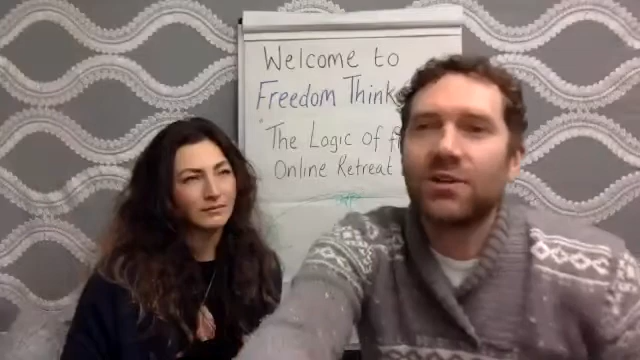 Welcome to
Freedom Think
The Logic of f
Online Retreat